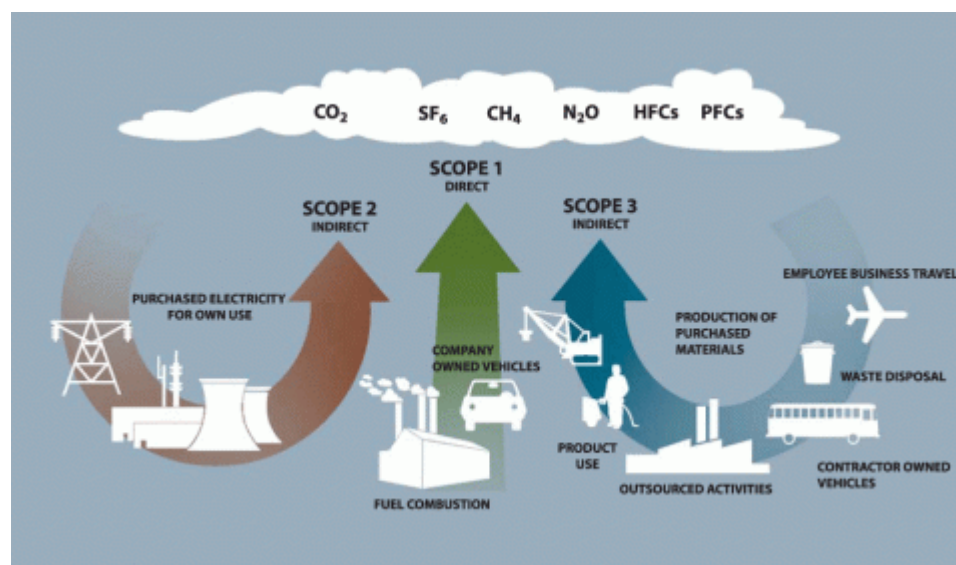 CO₂ SF₆ CH₄ N₂O HFCs PFCs
SCOPE 1
DIRECT
SCOPE 2
INDIRECT
SCOPE 3
INDIRECT
PURCHASED ELECTRICITY
FOR OWN USE
COMPANY
OWNED VEHICLES
FUEL COMBUSTION
EMPLOYEE BUSINESS TRAVEL
PRODUCTION OF
PURCHASED
MATERIALS
WASTE DISPOSAL
PRODUCT
USE
OUTSOURCED ACTIVITIES
CONTRACTOR OWNED
VEHICLES